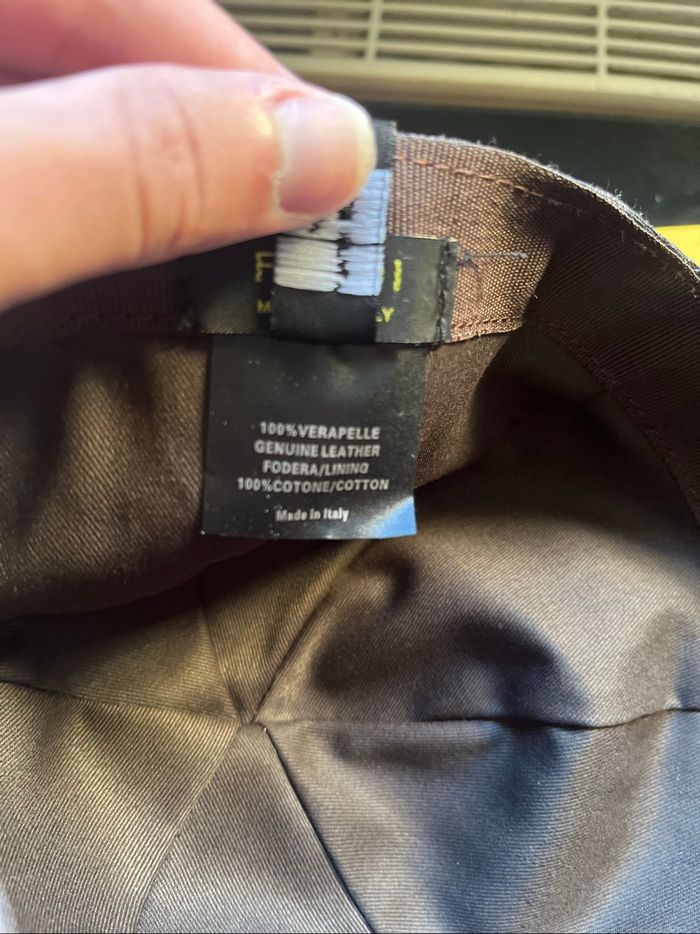 100%VERAPELLE
GENUINE LEATHER
FODERA/LINING
100%COTONE/COTTON
Made in Italy